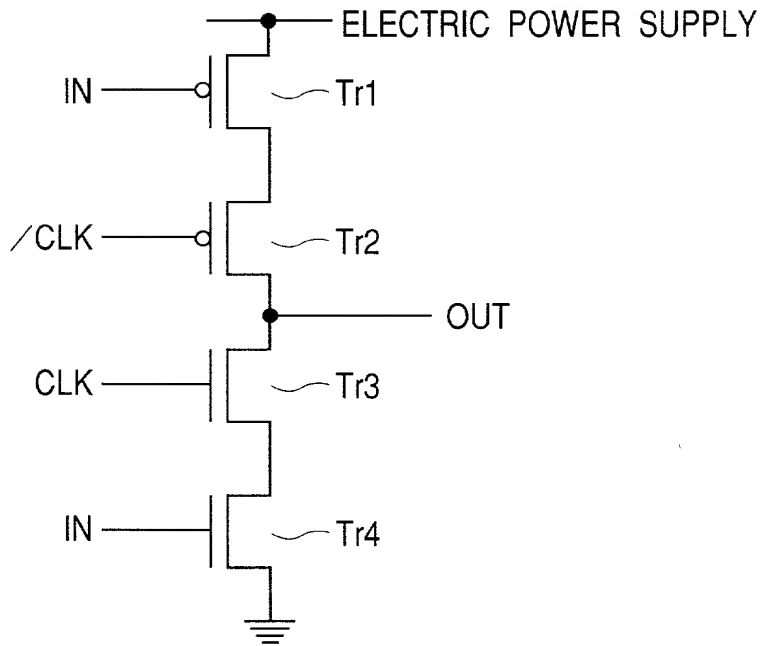 ELECTRIC POWER SUPPLY
IN
Tr1
/CLK
Tr2
OUT
CLK
Tr3
IN
Tr4